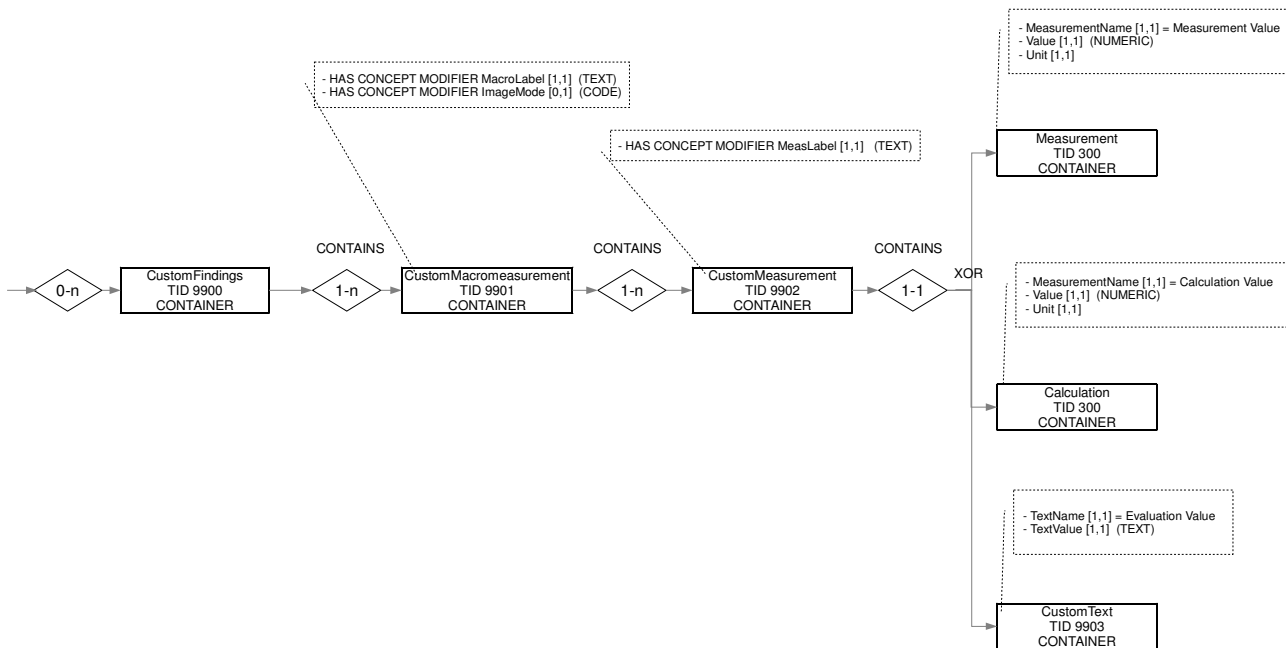 - MeasurementName [1,1] = Measurement Value
- Value [1,1]  (NUMERIC)
- Unit [1,1]
- HAS CONCEPT MODIFIER MacroLabel [1,1]  (TEXT)
- HAS CONCEPT MODIFIER ImageMode [0,1]  (CODE)
- HAS CONCEPT MODIFIER MeasLabel [1,1]   (TEXT)
Measurement
TID 300
CONTAINER
0-n
CustomFindings
TID 9900
CONTAINER
CONTAINS
1-n
CustomMacromeasurement
TID 9901
CONTAINER
CONTAINS
1-n
CustomMeasurement
TID 9902
CONTAINER
CONTAINS
1-1
XOR
- MeasurementName [1,1] = Calculation Value
- Value [1,1]  (NUMERIC)
- Unit [1,1]
Calculation
TID 300
CONTAINER
- TextName [1,1] = Evaluation Value
- TextValue [1,1]  (TEXT)
CustomText
TID 9903
CONTAINER